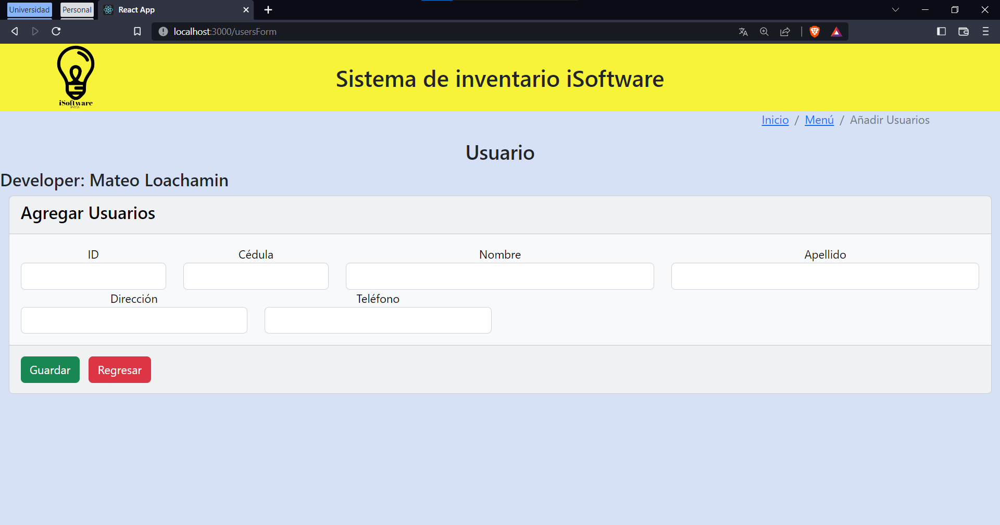 Universidad Personal React App
localhost:3000/usersForm
iSoftware
Sistema de inventario iSoftware
Inicio / Menú / Añadir Usuarios
Usuario
Developer: Mateo Loachamin
Agregar Usuarios
ID Cédula Nombre Apellido
Dirección Teléfono
Guardar Regresar